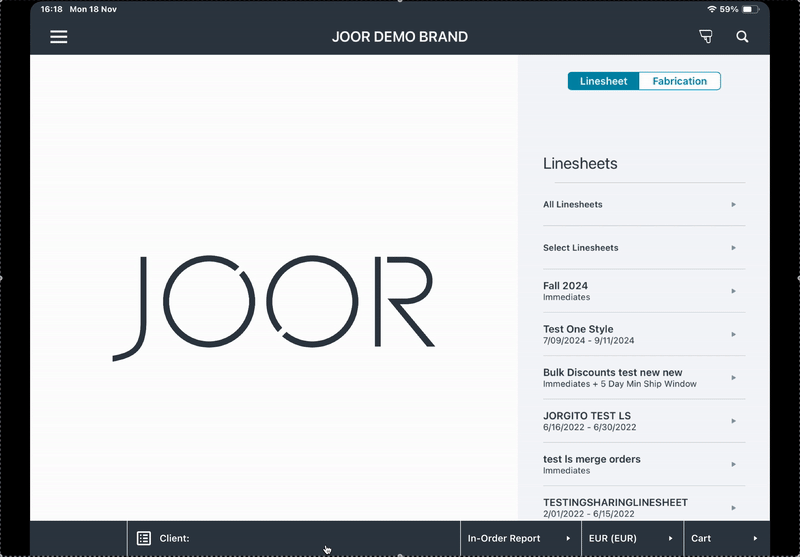 16:18 Mon 18 Nov
59%
JOOR DEMO BRAND
Linesheet
Fabrication
JOOR
Linesheets
All Linesheets
Select Linesheets
Fall 2024
Immediates
Test One Style
7/09/2024 - 9/11/2024
Bulk Discounts test new new
Immediates + 5 Day Min Ship Window
JORGITO TEST LS
6/16/2022 - 6/30/2022
test ls merge orders
Immediates
TESTINGSHARINGLINESHEET
2/01/2022 - 6/15/2022
Client:
In-Order Report
EUR (EUR)
Cart